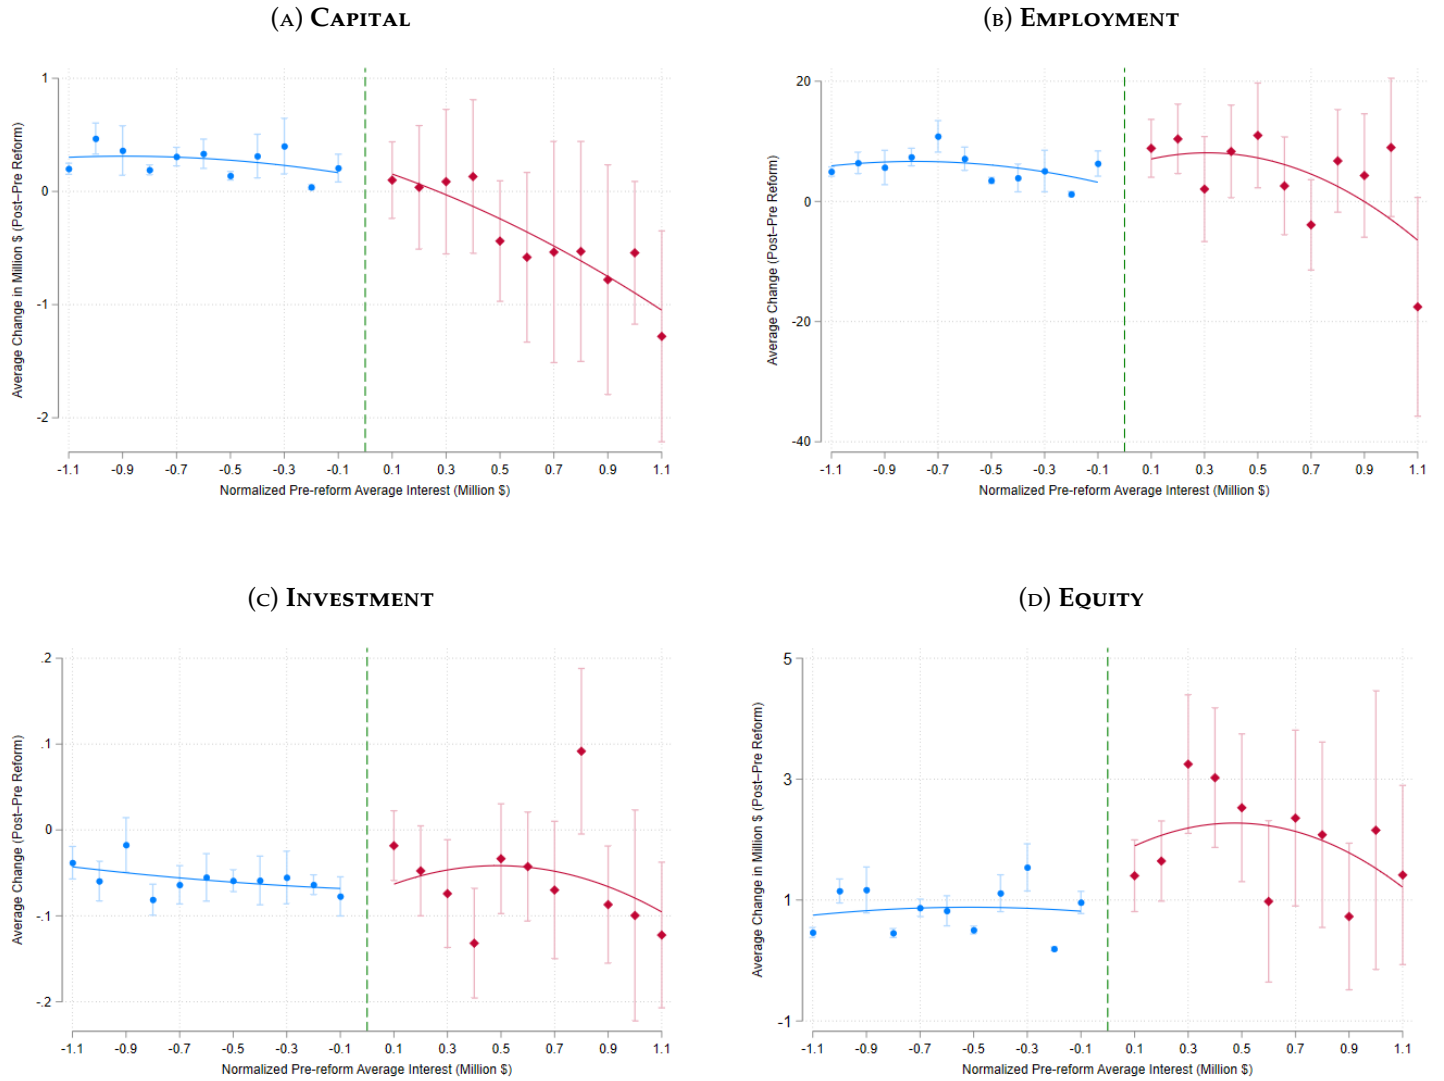 (A) CAPITAL
Average Change in Million $ (Post–Pre Reform)
1
0
-1
-2
-1.1 -0.9 -0.7 -0.5 -0.3 -0.1 0.1 0.3 0.5 0.7 0.9 1.1
Normalized Pre-reform Average Interest (Million $)
(B) EMPLOYMENT
Average Change (Post–Pre Reform)
20
0
-20
-40
-1.1 -0.9 -0.7 -0.5 -0.3 -0.1 0.1 0.3 0.5 0.7 0.9 1.1
Normalized Pre-reform Average Interest (Million $)
(C) INVESTMENT
Average Change (Post–Pre Reform)
.2
.1
0
-.1
-.2
-1.1 -0.9 -0.7 -0.5 -0.3 -0.1 0.1 0.3 0.5 0.7 0.9 1.1
Normalized Pre-reform Average Interest (Million $)
(D) EQUITY
Average Change in Million $ (Post–Pre Reform)
5
3
1
-1
-1.1 -0.9 -0.7 -0.5 -0.3 -0.1 0.1 0.3 0.5 0.7 0.9 1.1
Normalized Pre-reform Average Interest (Million $)